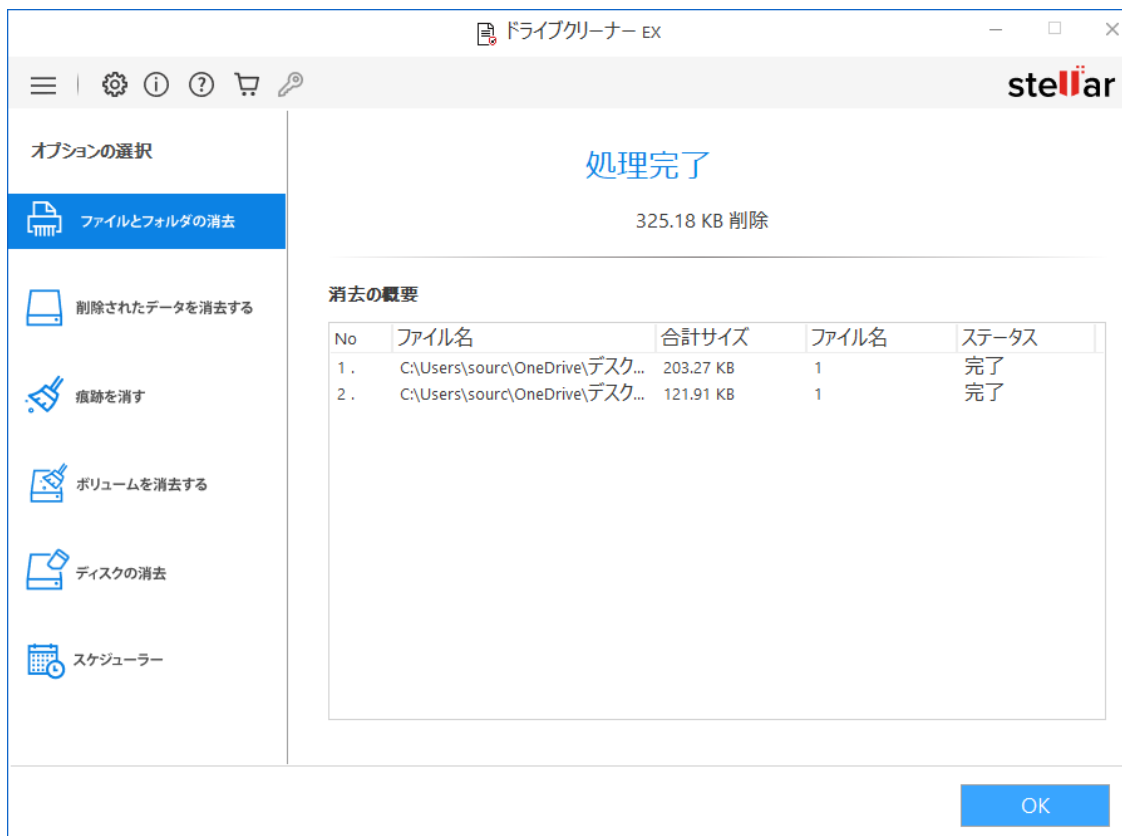 ドライブクリーナー EX
stellar
オプションの選択
ファイルとフォルダの消去
削除されたデータを消去する
痕跡を消す
ボリュームを消去する
ディスクの消去
スケジューラー
処理完了
325.18 KB 削除
消去の概要
No ファイル名 合計サイズ ファイル名 ステータス
1 . C:\Users\sourc\OneDrive\デスク... 203.27 KB 1 完了
2 . C:\Users\sourc\OneDrive\デスク... 121.91 KB 1 完了
OK